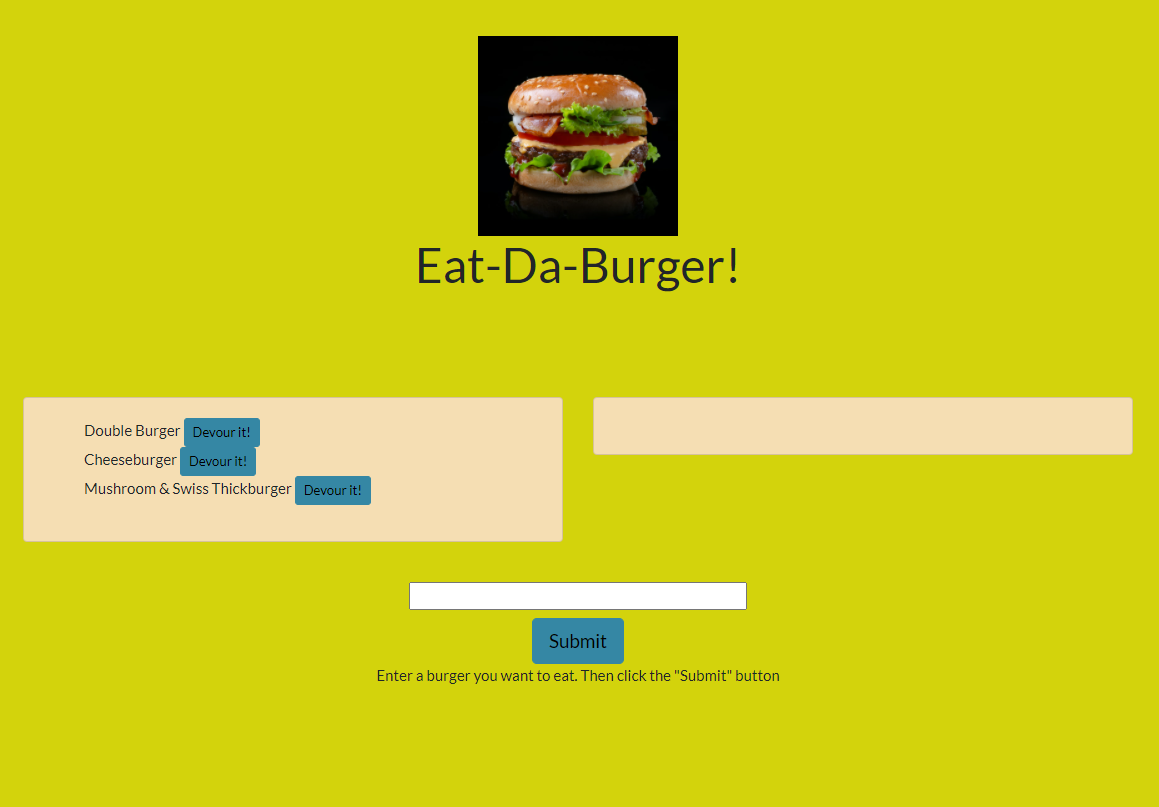 Eat-Da-Burger!
Double Burger Devour it!
Cheeseburger Devour it!
Mushroom & Swiss Thickburger Devour it!
Submit
Enter a burger you want to eat. Then click the "Submit" button